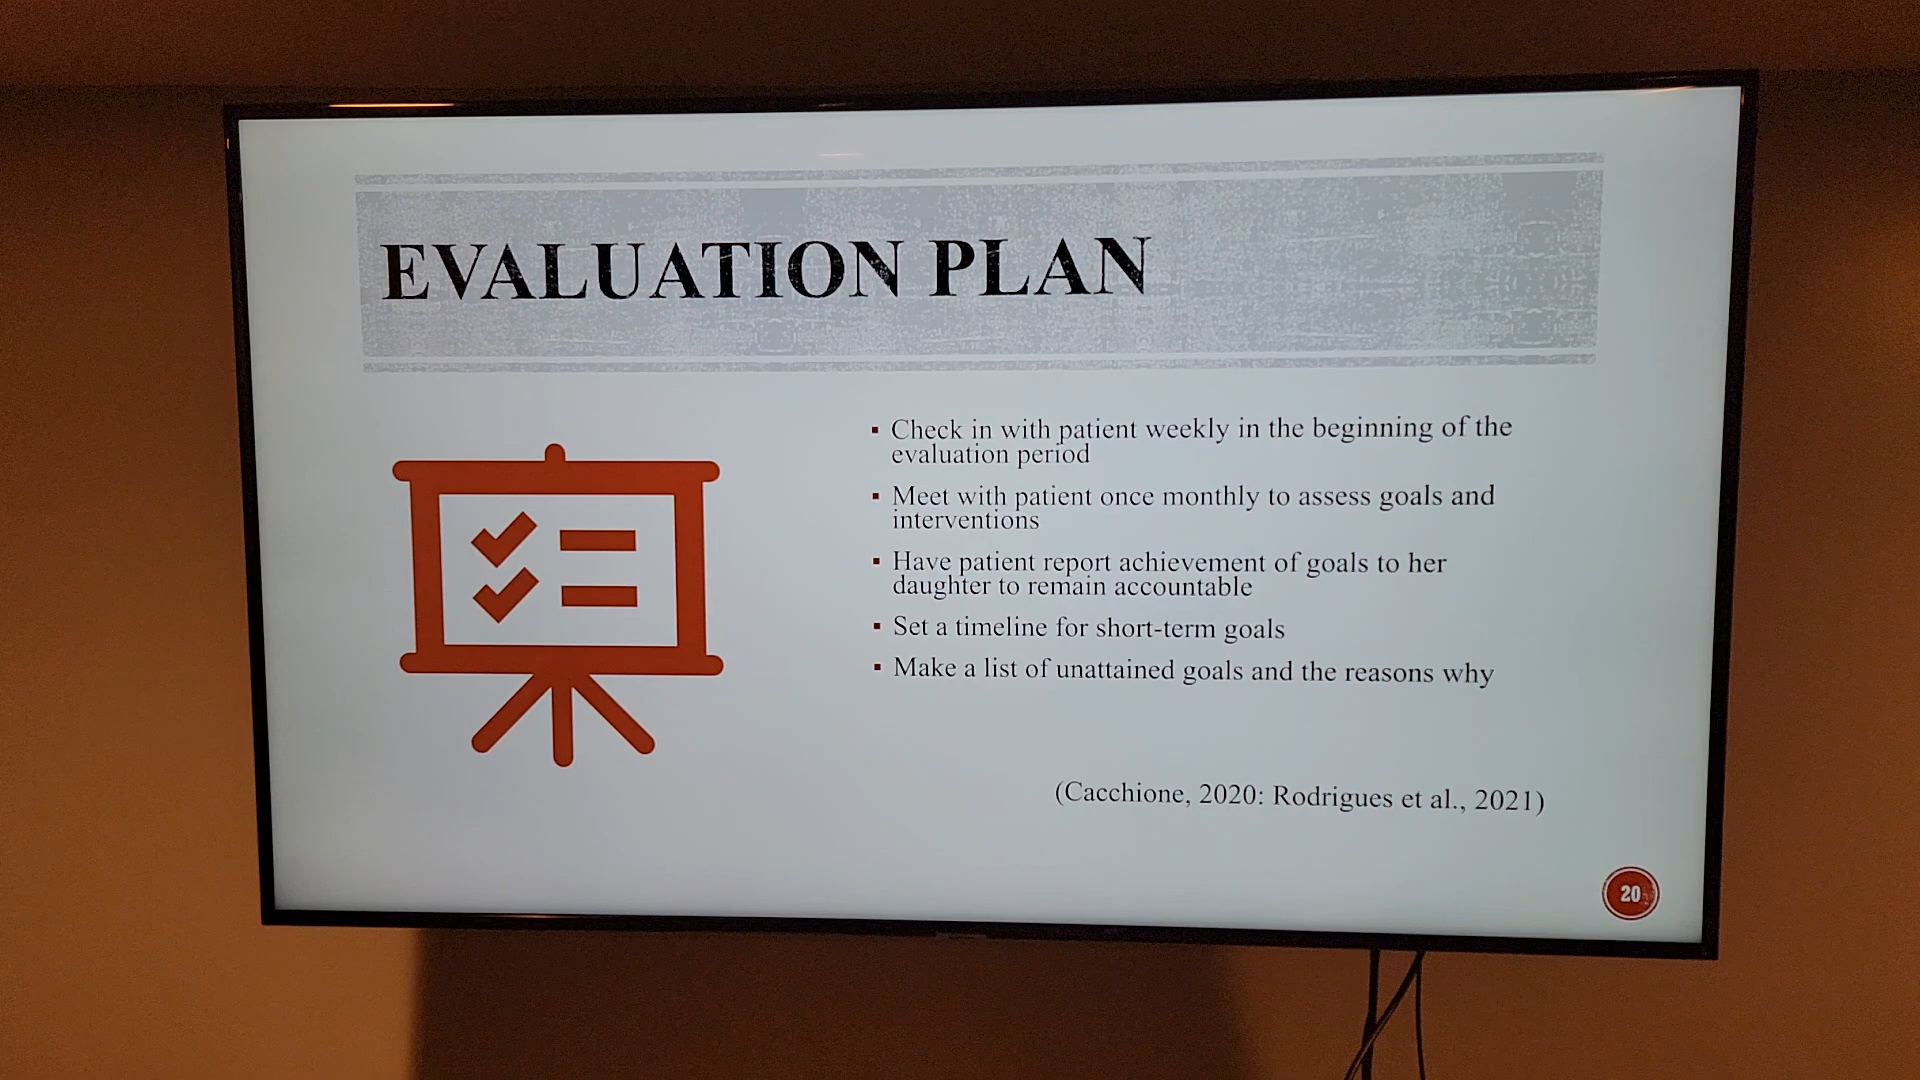 EVALUATION PLAN
▪ Check in with patient weekly in the beginning of the
evaluation period
▪ Meet with patient once monthly to assess goals and
interventions
▪ Have patient report achievement of goals to her
daughter to remain accountable
▪ Set a timeline for short-term goals
▪ Make a list of unattained goals and the reasons why
(Cacchione, 2020: Rodrigues et al., 2021)
20